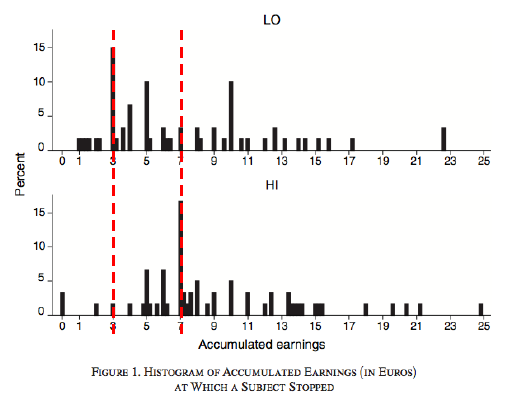 LO
15
10
5
0
0 1 3 5 7 9 11 13 15 17 19 21 23 25
Percent
HI
15
10
5
0
0 1 3 5 7 9 11 13 15 17 19 21 23 25
Accumulated earnings
FIGURE 1. HISTOGRAM OF ACCUMULATED EARNINGS (IN EUROS)
AT WHICH A SUBJECT STOPPED